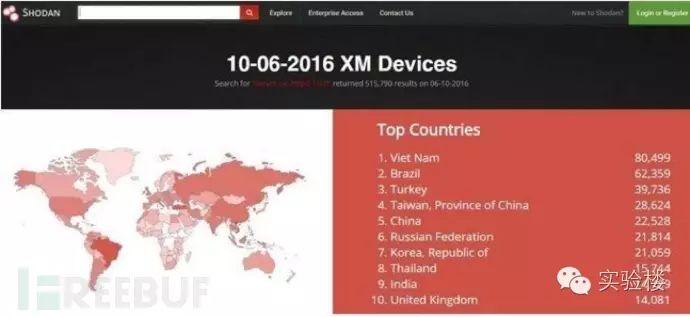 SHODAN Explore Enterprise Access Contact Us New to Shodan? Login or Register
10-06-2016 XM Devices
Search for returned 515,790 results on 06-10-2016
Top Countries
1. Viet Nam 80,499
2. Brazil 62,359
3. Turkey 39,736
4. Taiwan, Province of China 28,624
5. China 22,528
6. Russian Federation 21,814
7. Korea, Republic of 21,059
8. Thailand
9. India
10. United Kingdom 14,081
FREEBUF
实验楼